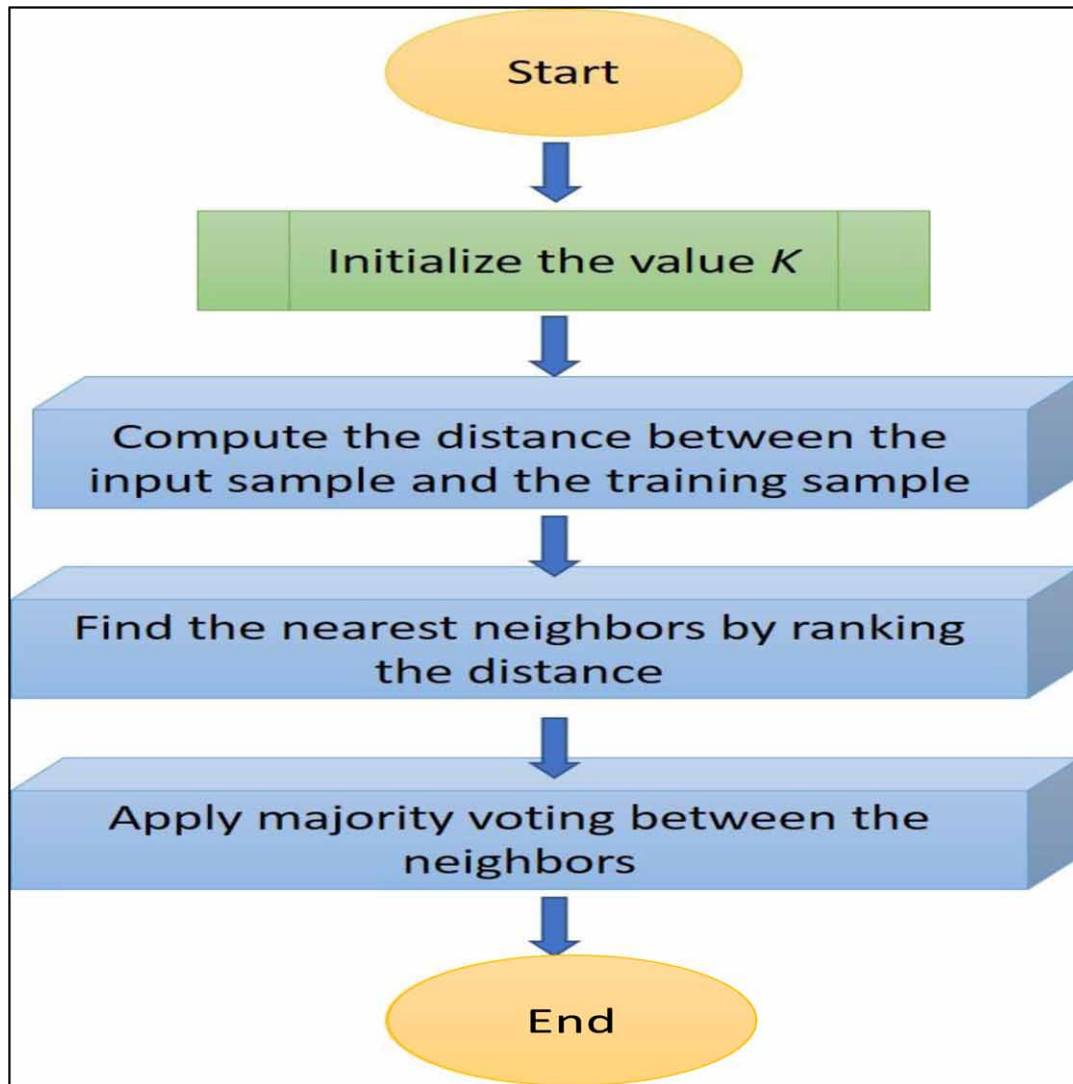 Start
Initialize the value K
Compute the distance between the
input sample and the training sample
Find the nearest neighbors by ranking
the distance
Apply majority voting between the
neighbors
End